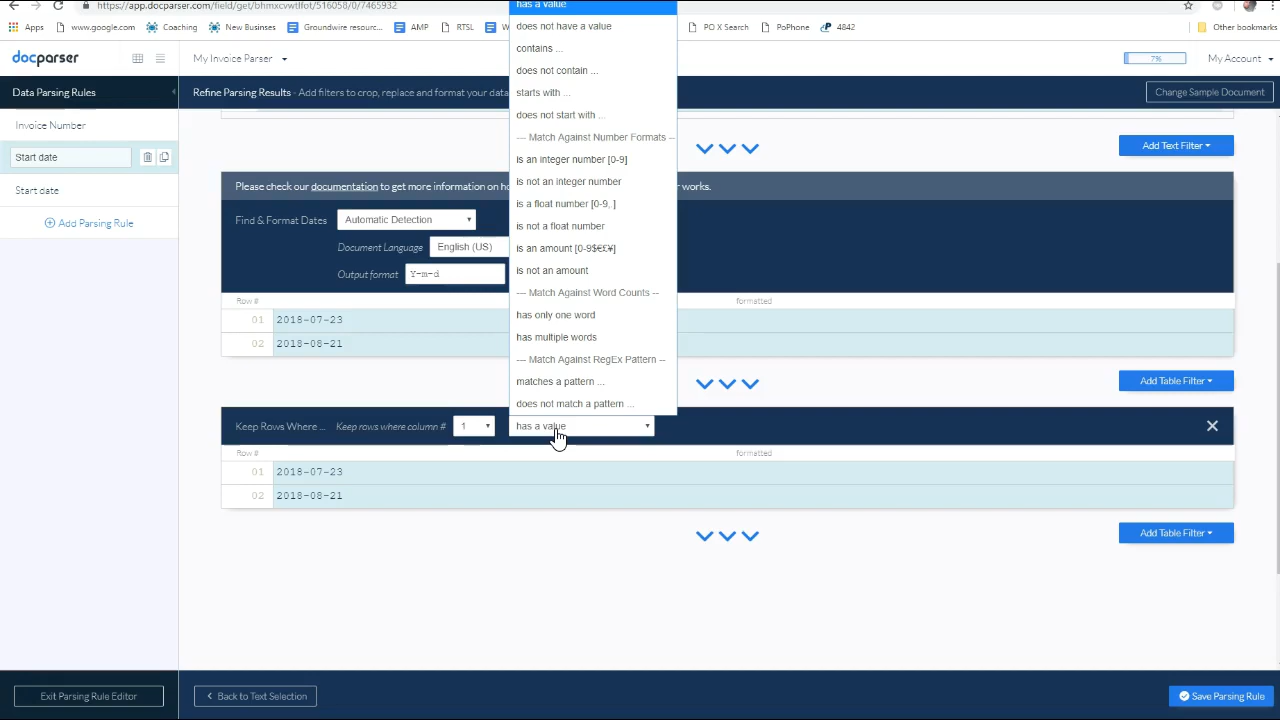 https://app.docparser.com/field/get/bhmxcvwtlfot/516058/0/7465932
Apps
www.google.com
Coaching
New Businses
Groundwire resourc...
AMP
RTSL
PO X Search
PoPhone
4842
Other bookmarks
docparser
My Invoice Parser
7%
My Account
Data Parsing Rules
Refine Parsing Results - Add filters to crop, replace and format your data
Change Sample Document
Invoice Number
Start date
Start date
Add Parsing Rule
Add Text Filter
Please check our documentation to get more information on ho
r works.
Find & Format Dates
Automatic Detection
Document Language
English (US)
Output format
Y-m-d
Row #
formatted
01 2018-07-23
02 2018-08-21
Add Table Filter
has a value
does not have a value
contains ...
does not contain ...
starts with ...
does not start with ...
--- Match Against Number Formats --
is an integer number [0-9]
is not an integer number
is a float number [0-9, ]
is not a float number
is an amount [0-9$€£¥]
is not an amount
--- Match Against Word Counts --
has only one word
has multiple words
--- Match Against RegEx Pattern --
matches a pattern ...
does not match a pattern ...
Keep Rows Where ...
Keep rows where column #
1
has a value
Row #
formatted
01 2018-07-23
02 2018-08-21
Add Table Filter
Exit Parsing Rule Editor
Back to Text Selection
Save Parsing Rule